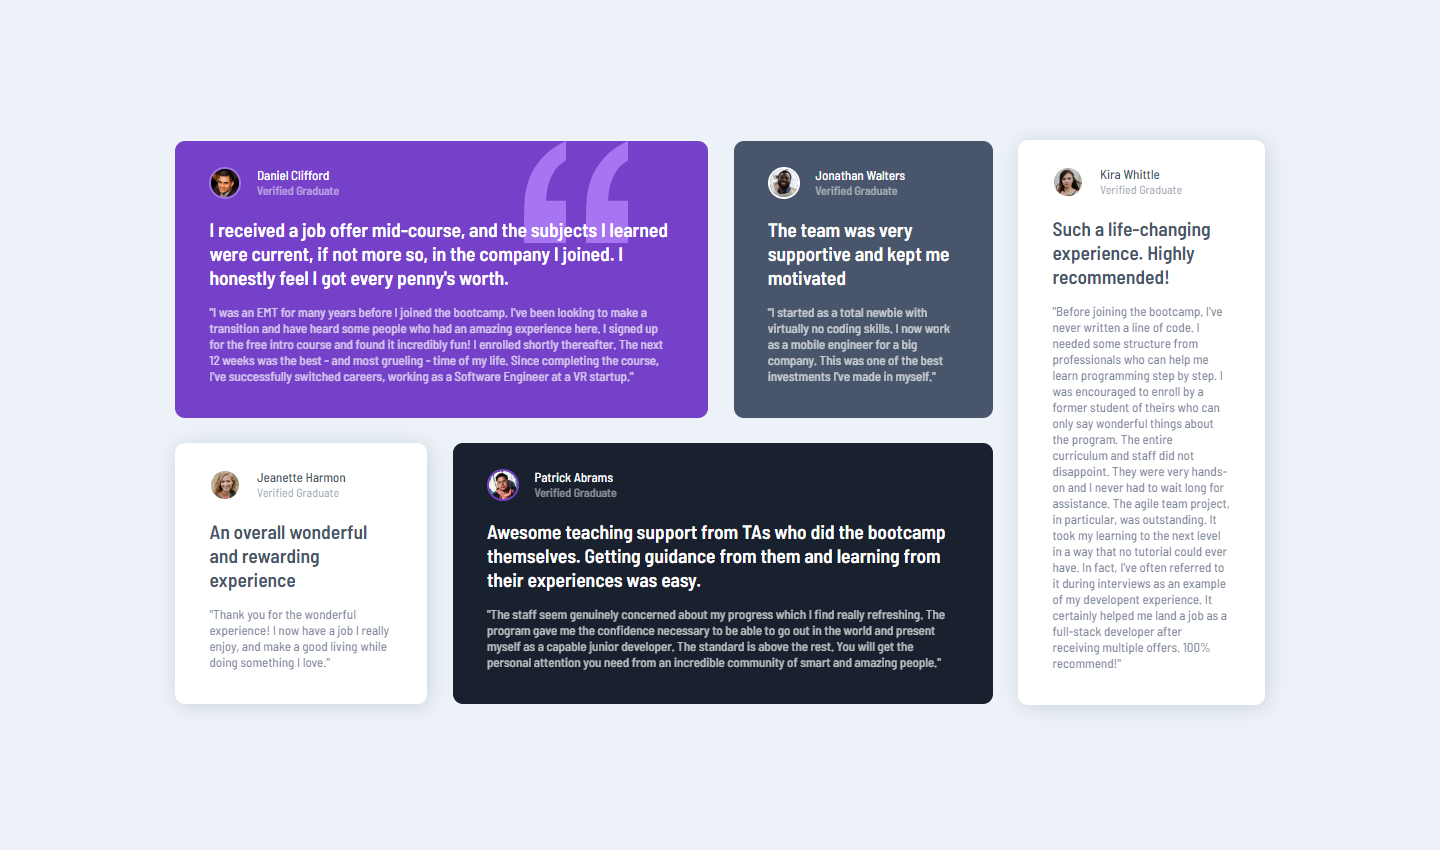 Daniel Clifford
Verified Graduate
I received a job offer mid-course, and the subjects I learned
were current, if not more so, in the company I joined. I
honestly feel I got every penny's worth.
"I was an EMT for many years before I joined the bootcamp. I've been looking to make a
transition and have heard some people who had an amazing experience here. I signed up
for the free intro course and found it incredibly fun! I enrolled shortly thereafter. The next
12 weeks was the best - and most grueling - time of my life. Since completing the course,
I've successfully switched careers, working as a Software Engineer at a VR startup."
Jonathan Walters
Verified Graduate
The team was very
supportive and kept me
motivated
"I started as a total newbie with
virtually no coding skills. I now work
as a mobile engineer for a big
company. This was one of the best
investments I've made in myself."
Kira Whittle
Verified Graduate
Such a life-changing
experience. Highly
recommended!
"Before joining the bootcamp, I've
never written a line of code. I
needed some structure from
professionals who can help me
learn programming step by step. I
was encouraged to enroll by a
former student of theirs who can
only say wonderful things about
the program. The entire
curriculum and staff did not
disappoint. They were very hands-
on and I never had to wait long for
assistance. The agile team project,
in particular, was outstanding. It
took my learning to the next level
in a way that no tutorial could ever
have. In fact, I've often referred to
it during interviews as an example
of my developent experience. It
certainly helped me land a job as a
full-stack developer after
receiving multiple offers. 100%
recommend!"
Jeanette Harmon
Verified Graduate
An overall wonderful
and rewarding
experience
"Thank you for the wonderful
experience! I now have a job I really
enjoy, and make a good living while
doing something I love."
Patrick Abrams
Verified Graduate
Awesome teaching support from TAs who did the bootcamp
themselves. Getting guidance from them and learning from
their experiences was easy.
"The staff seem genuinely concerned about my progress which I find really refreshing. The
program gave me the confidence necessary to be able to go out in the world and present
myself as a capable junior developer. The standard is above the rest. You will get the
personal attention you need from an incredible community of smart and amazing people."